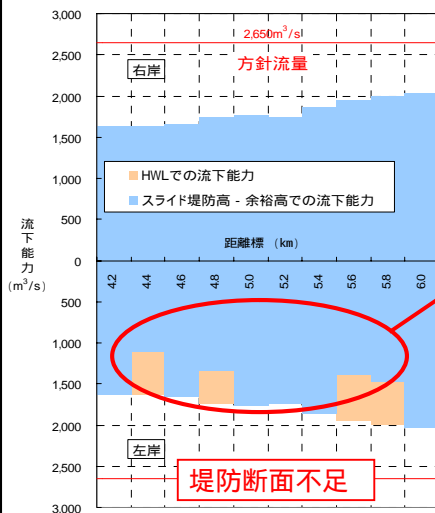 3,000
2,650m³/s
方針流量
2,500
右岸
2,000
1,500
HWLでの流下能力
1,000
スライド堤防高 - 余裕高での流下能力
500
距離標 (km)
0
流下能力
(m³/s)
4.2
4.4
4.6
4.8
5.0
5.2
5.4
5.6
5.8
6.0
500
1,000
1,500
2,000
左岸
2,500
堤防断面不足
3,000